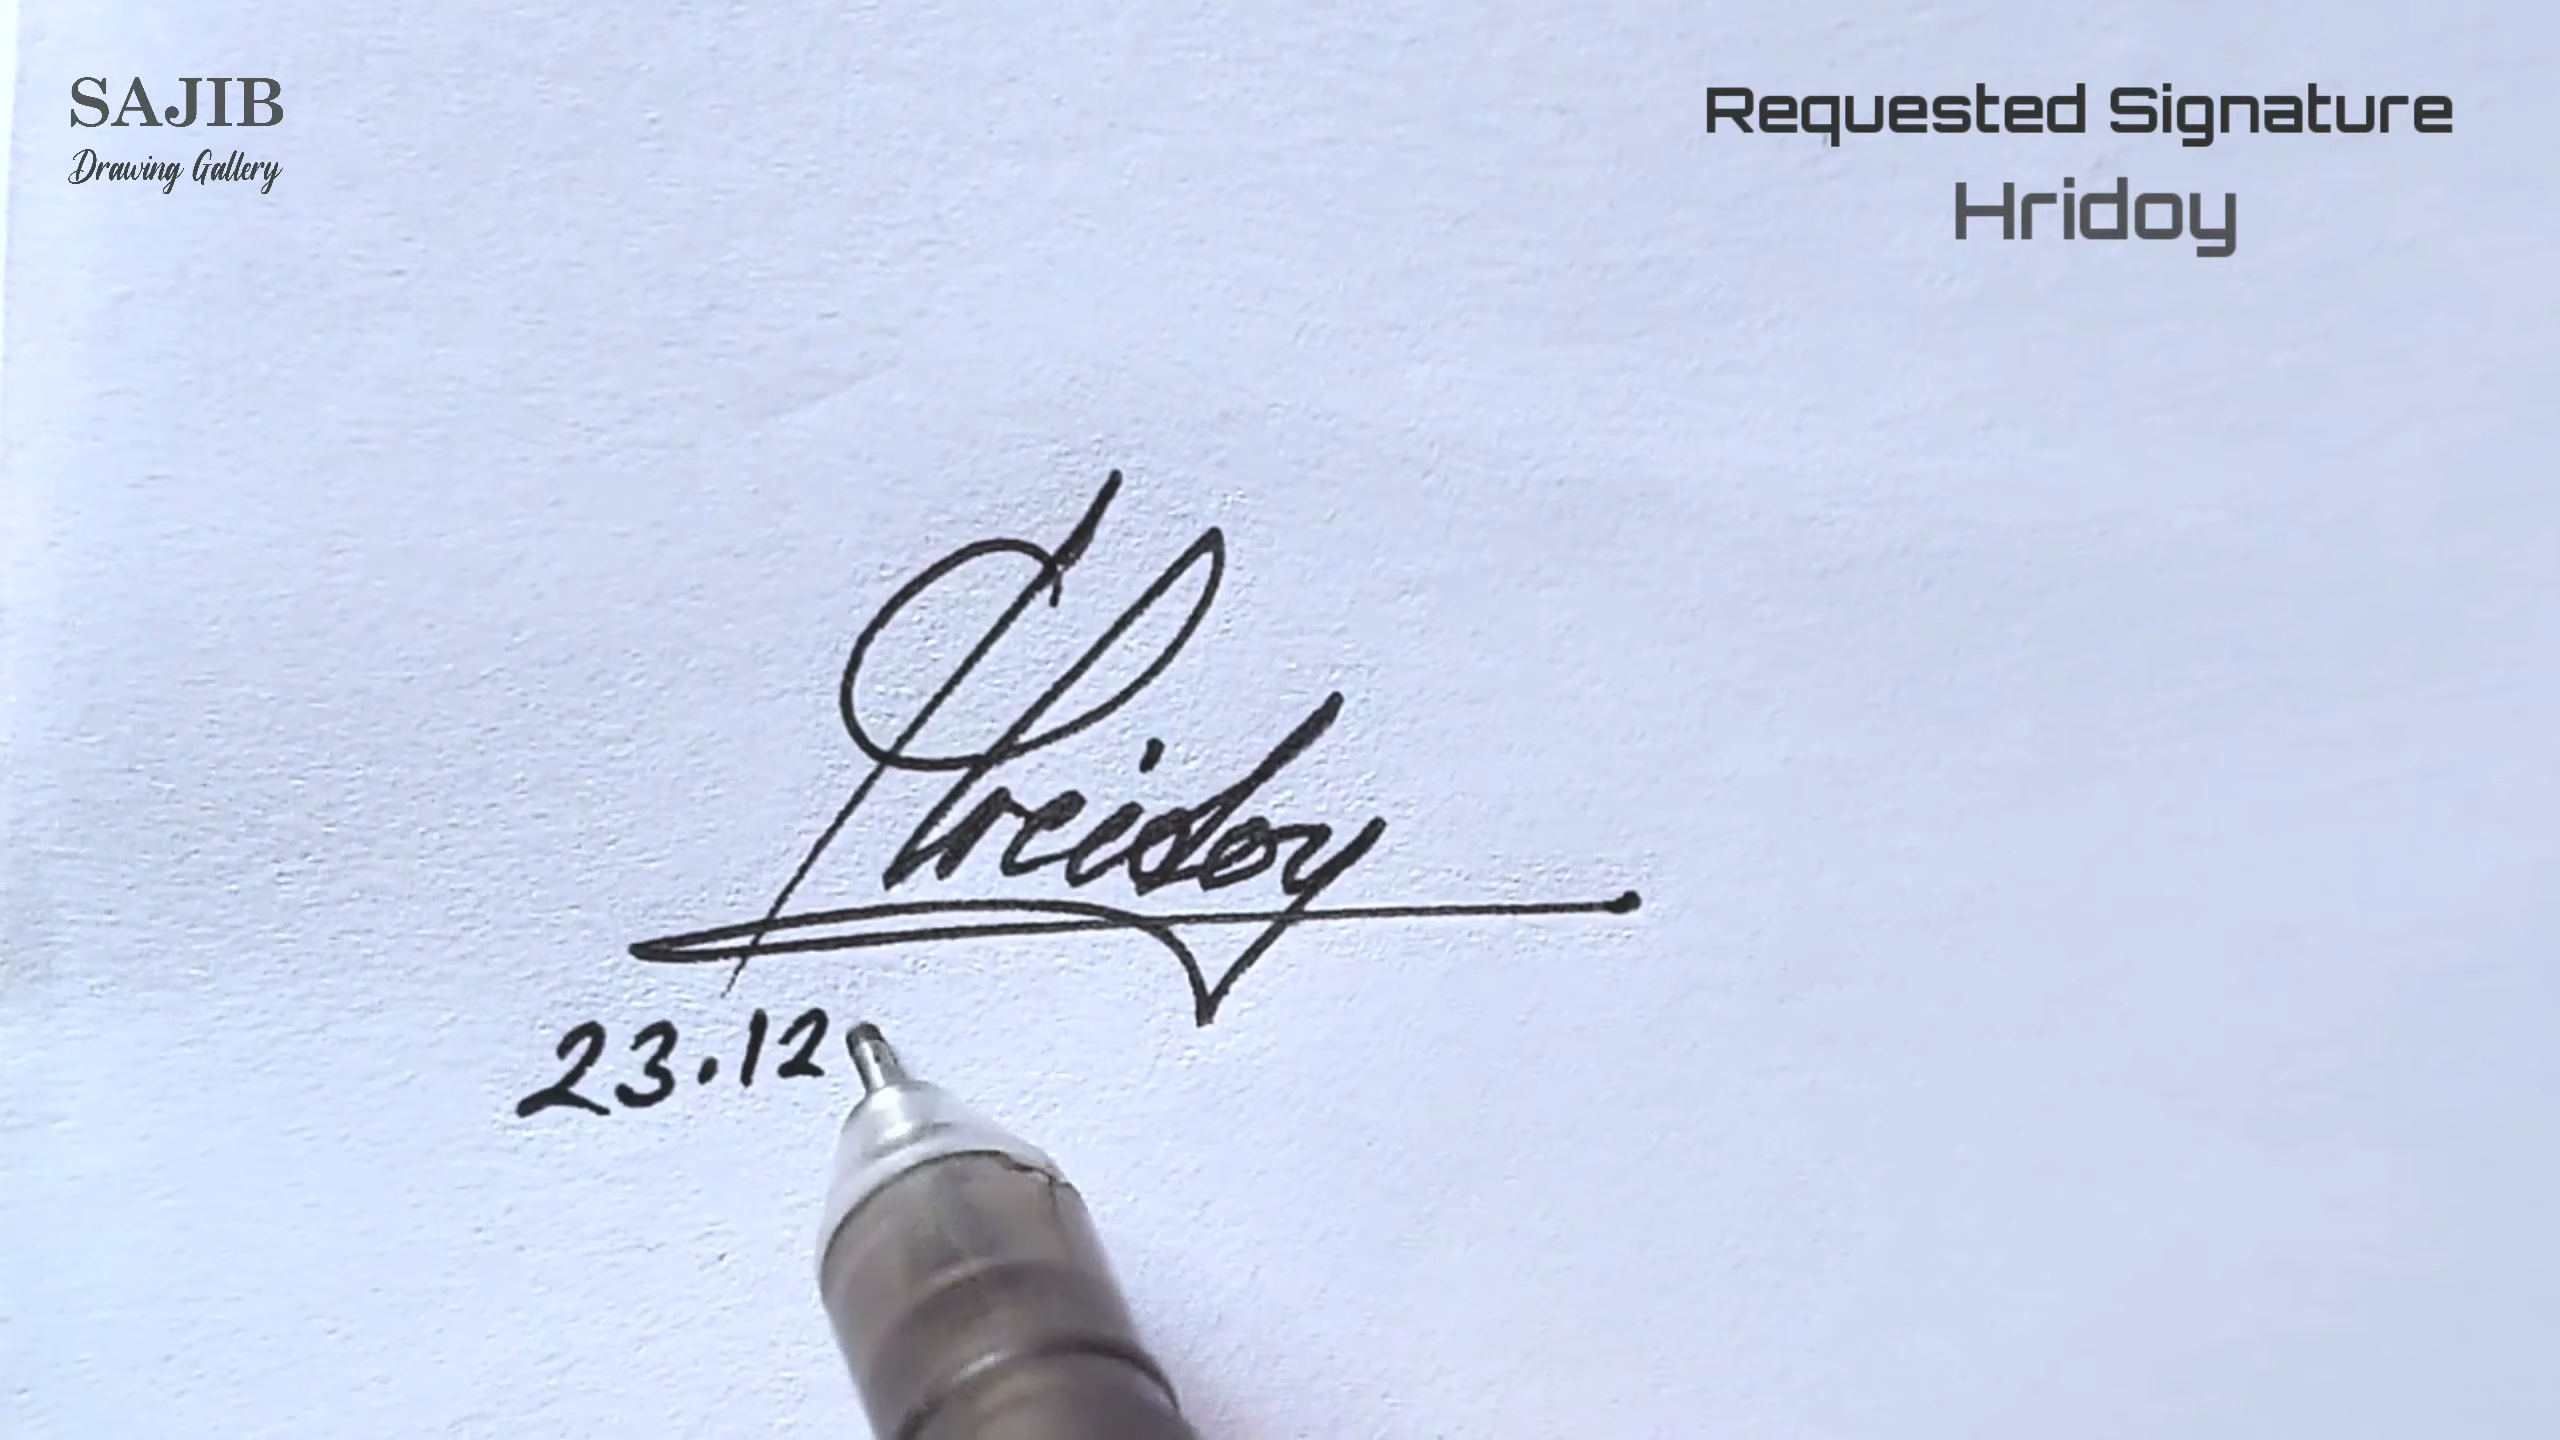 SAJIB
Drawing Gallery
Requested Signature
Hridoy
Hridoy
23.12